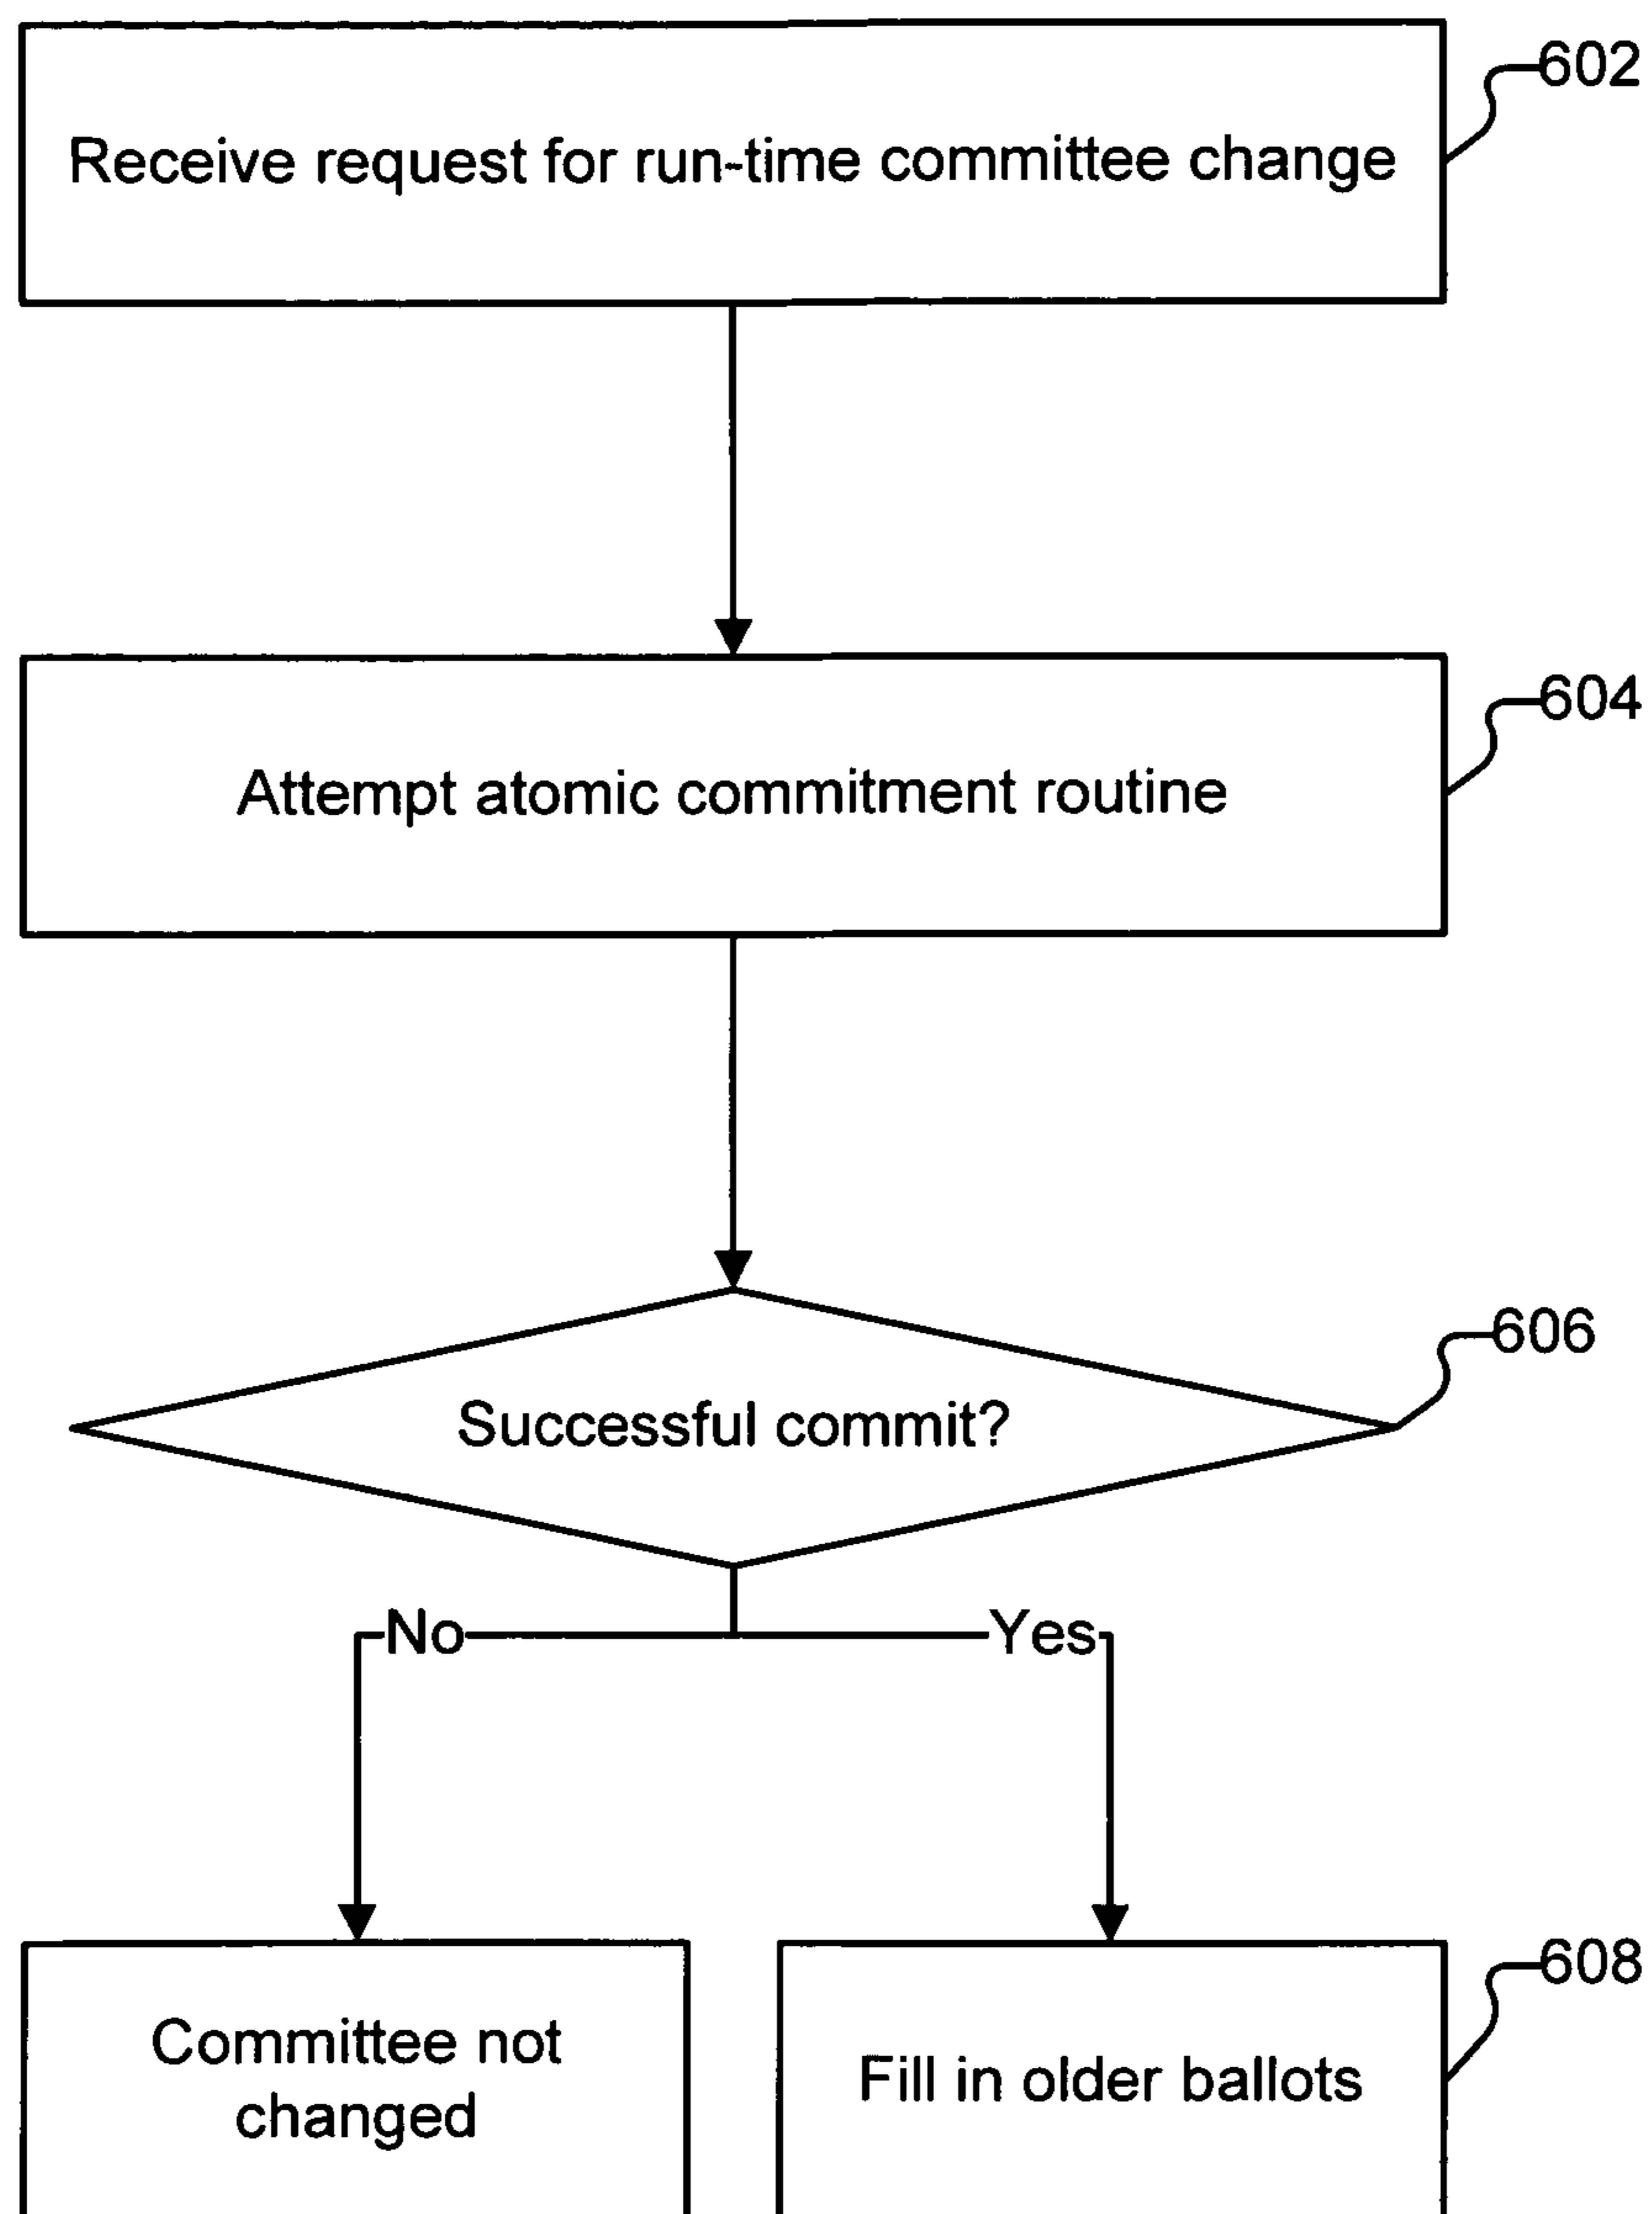 602
Receive request for run-time committee change
604
Attempt atomic commitment routine
606
Successful commit?
No
Yes
608
Committee not
changed
Fill in older ballots